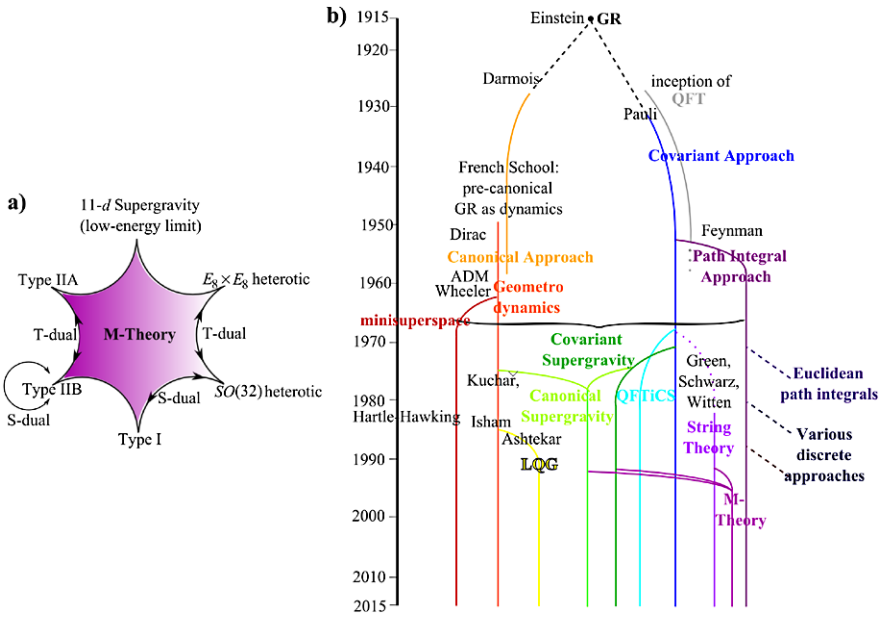 a)
11-d Supergravity
(low-energy limit)
Type IIA
E8×E8 heterotic
T-dual
M-Theory
T-dual
Type IIB
S-dual
SO(32) heterotic
S-dual
Type I
b)
1915
1920
1930
1940
1950
1960
1970
1980
1990
2000
2010
2015
Einstein GR
Darmois
inception of
QFT
Pauli
Covariant Approach
French School:
pre-canonical
GR as dynamics
Dirac
Feynman
Canonical Approach
Path Integral
Approach
ADM
Wheeler
Geometro
dynamics
minisuperspace
Covariant
Supergravity
Green,
Schwarz,
Witten
Euclidean
path integrals
Kuchař,
Canonical
Supergravity
QFTiCS
Hartle-Hawking
Isham
Ashtekar
LQG
String
Theory
Various
discrete
approaches
M-
Theory